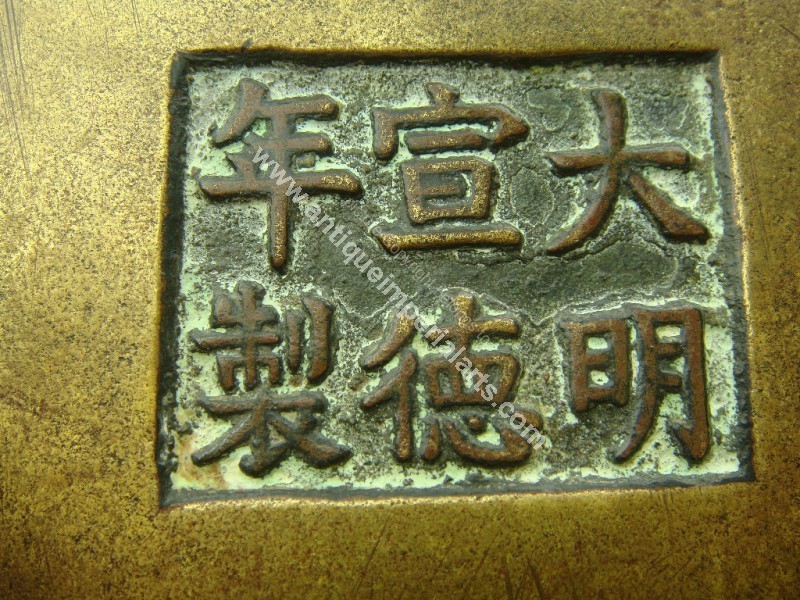 大明
宣德
年製
www.antiqueimperialarts.com